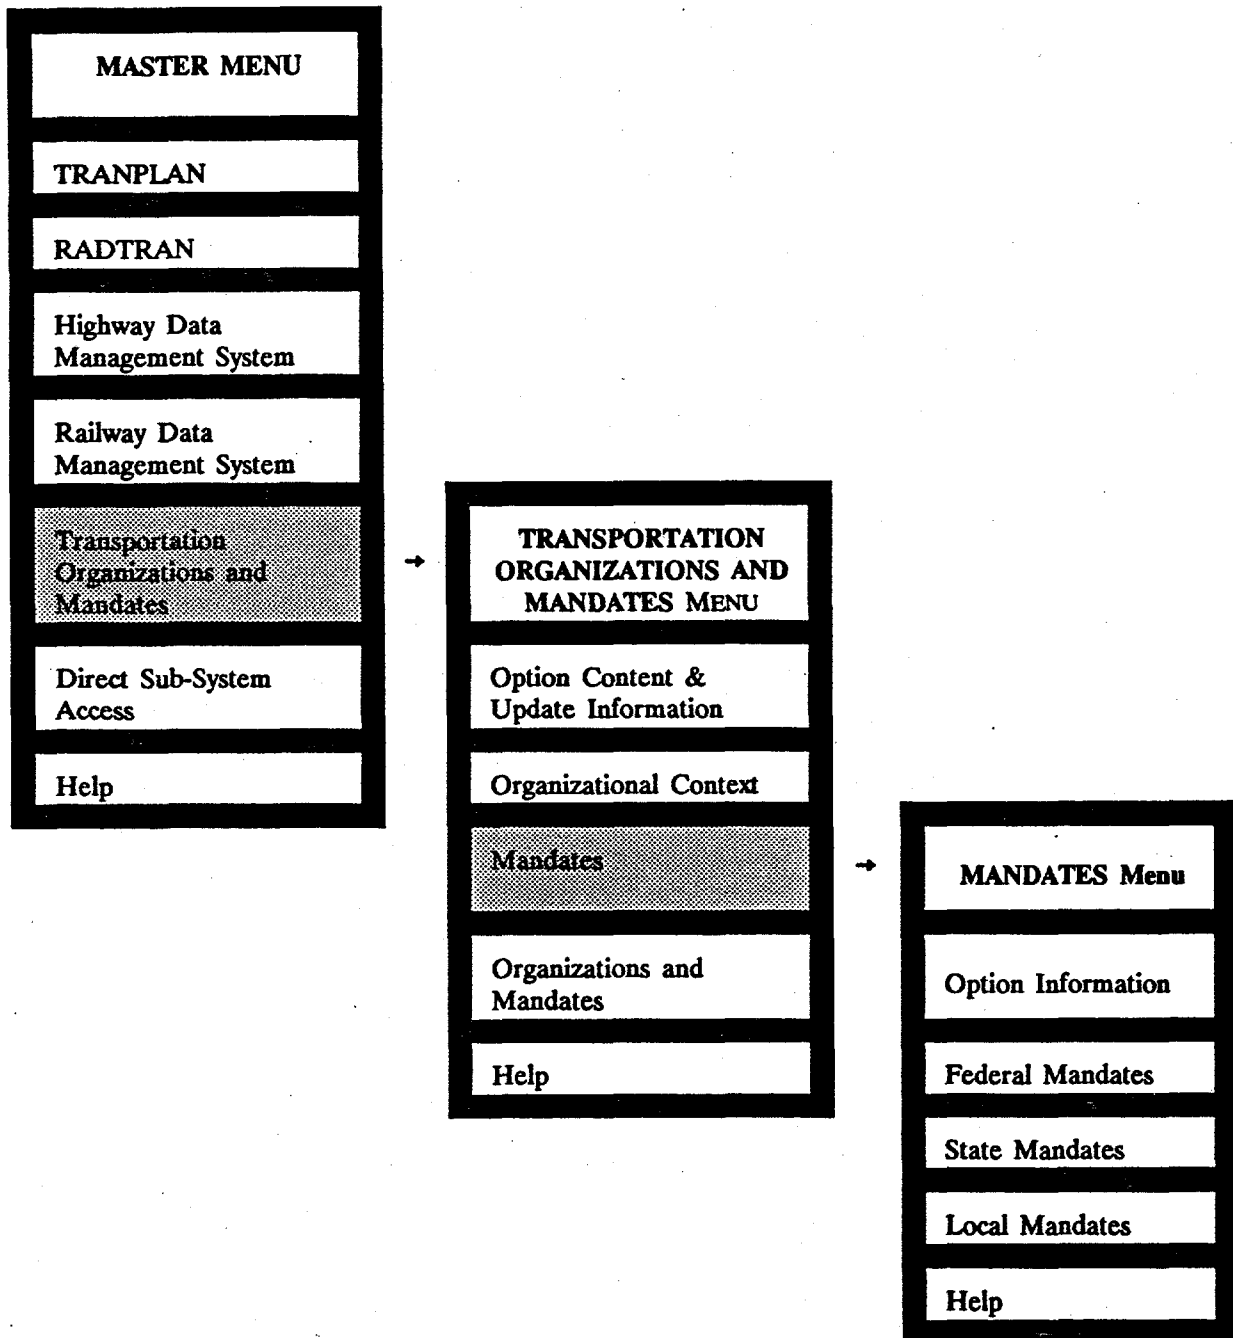 MASTER MENU
TRANPLAN
RADTRAN
Highway Data
Management System
Railway Data
Management System
Transportation
Organizations and
Mandates
Direct Sub-System
Access
Help
→
TRANSPORTATION
ORGANIZATIONS AND
MANDATES MENU
Option Content &
Update Information
Organizational Context
Mandates
Organizations and
Mandates
Help
→
MANDATES Menu
Option Information
Federal Mandates
State Mandates
Local Mandates
Help